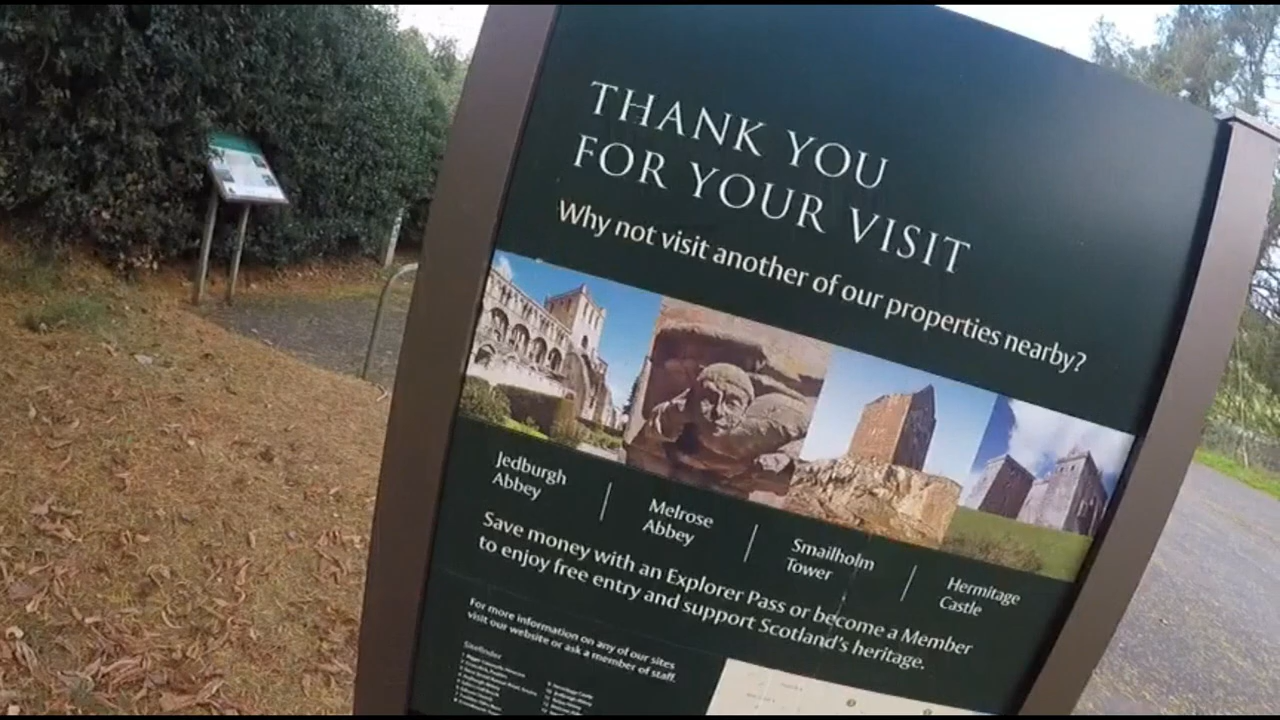 THANK YOU
FOR YOUR VISIT
Why not visit another of our properties nearby?
Jedburgh
Abbey
Melrose
Abbey
Smailholm
Tower
Hermitage
Castle
Save money with an Explorer Pass or become a Member
to enjoy free entry and support Scotland's heritage.
For more information on any of our sites
visit our website or ask a member of staff.
Sitefinder